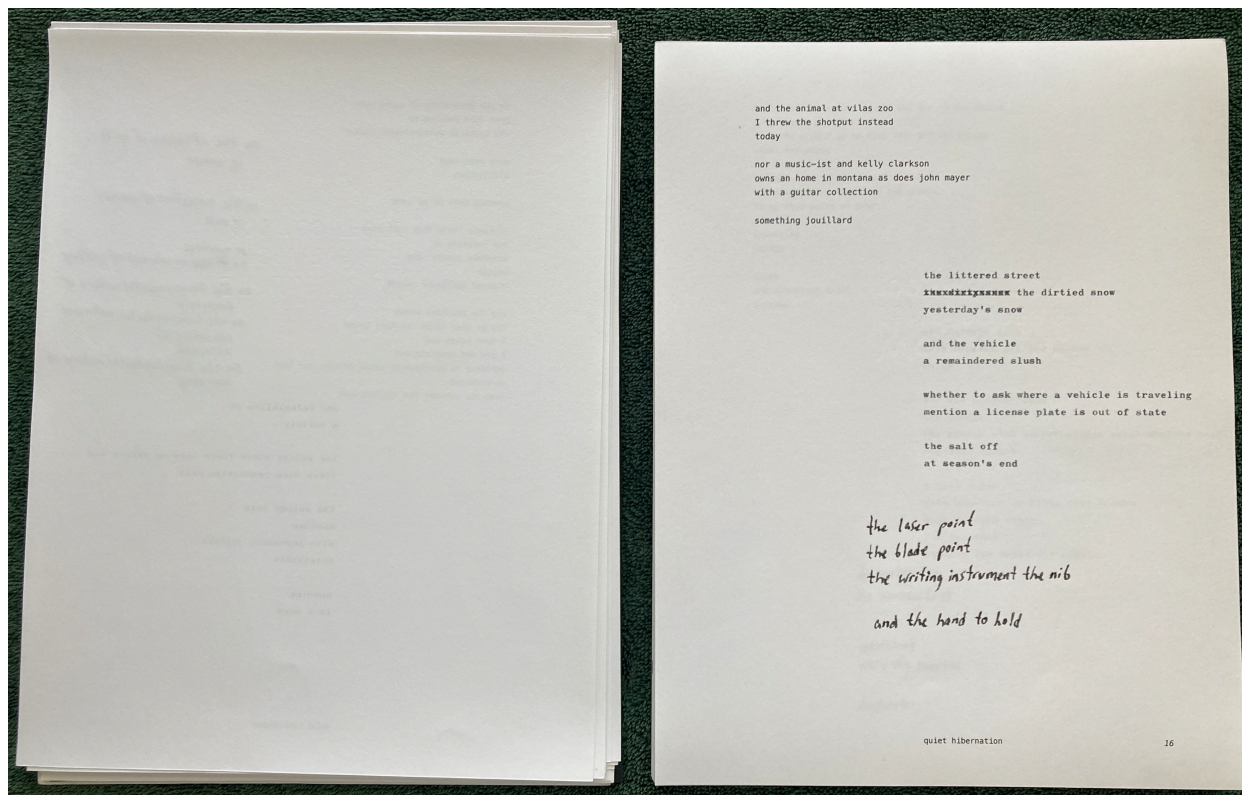 and the animal at vilas zoo
I threw the shotput instead
today
nor a music-ist and kelly clarkson
owns an home in montana as does john mayer
with a guitar collection
something jouillard
the littered street
the dirtied snow
yesterday's snow
and the vehicle
a remaindered slush
whether to ask where a vehicle is traveling
mention a license plate is out of state
the salt off
at season's end
the laser point
the blade point
the writing instrument the nib
and the hand to hold
quiet hibernation
16